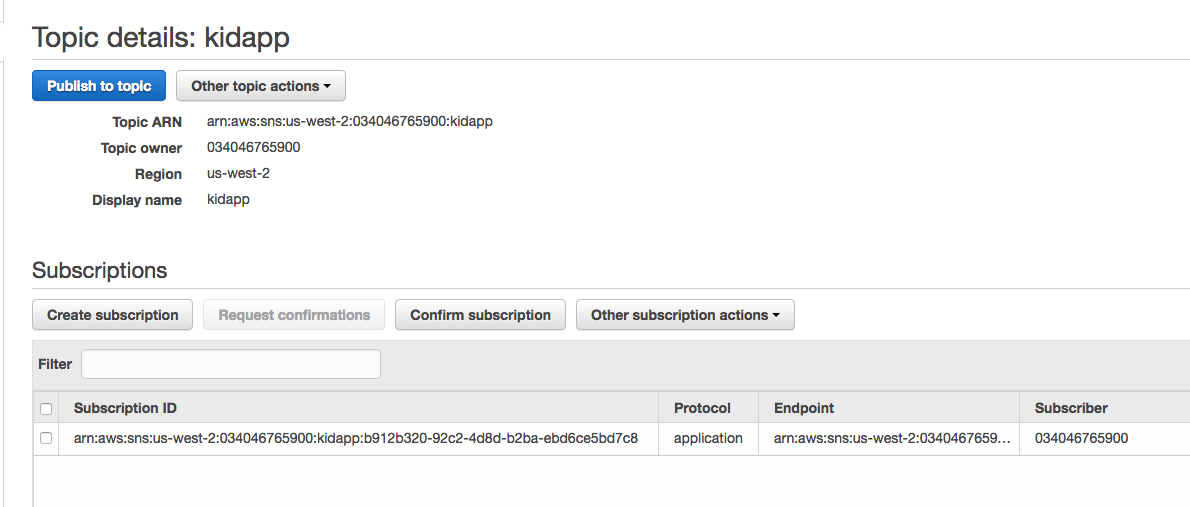 Topic details: kidapp
Publish to topic Other topic actions
Topic ARN arn:aws:sns:us-west-2:034046765900:kidapp
Topic owner 034046765900
Region us-west-2
Display name kidapp
Subscriptions
Create subscription Request confirmations Confirm subscription Other subscription actions
Filter
Subscription ID Protocol Endpoint Subscriber
arn:aws:sns:us-west-2:034046765900:kidapp:b912b320-92c2-4d8d-b2ba-ebd6ce5bd7c8 application arn:aws:sns:us-west-2:0340467659... 034046765900